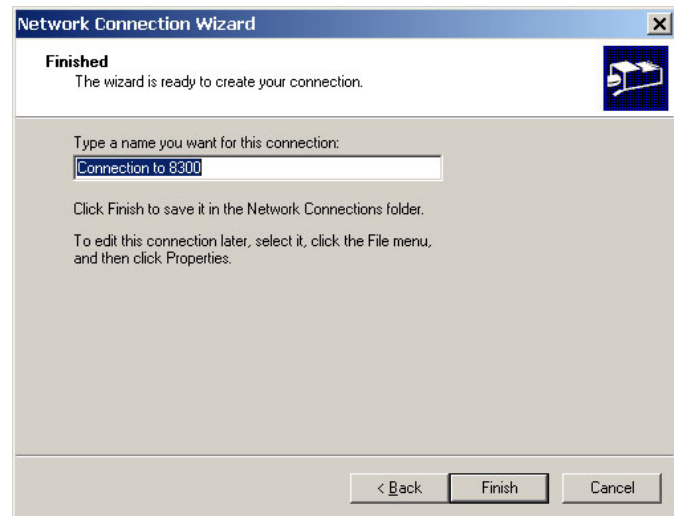 Network Connection Wizard
Finished
The wizard is ready to create your connection.
Type a name you want for this connection:
Connection to 8300
Click Finish to save it in the Network Connections folder.
To edit this connection later, select it, click the File menu,
and then click Properties.
< Back
Finish
Cancel